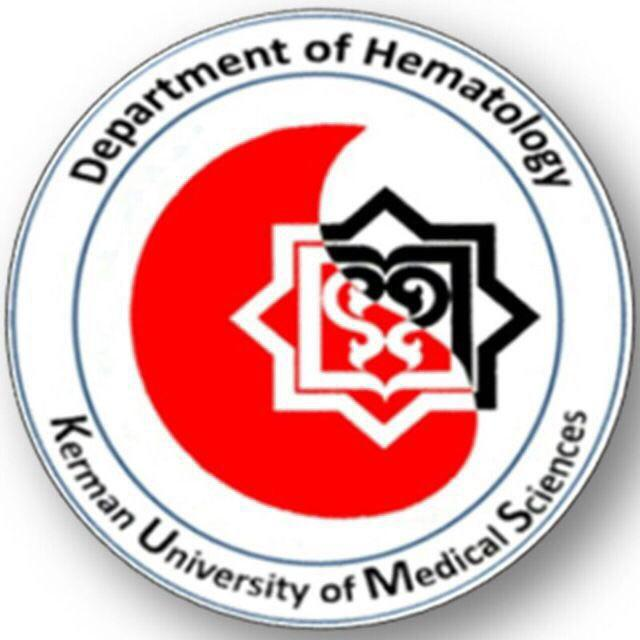 Department of Hematology
Kerman University of Medical Sciences